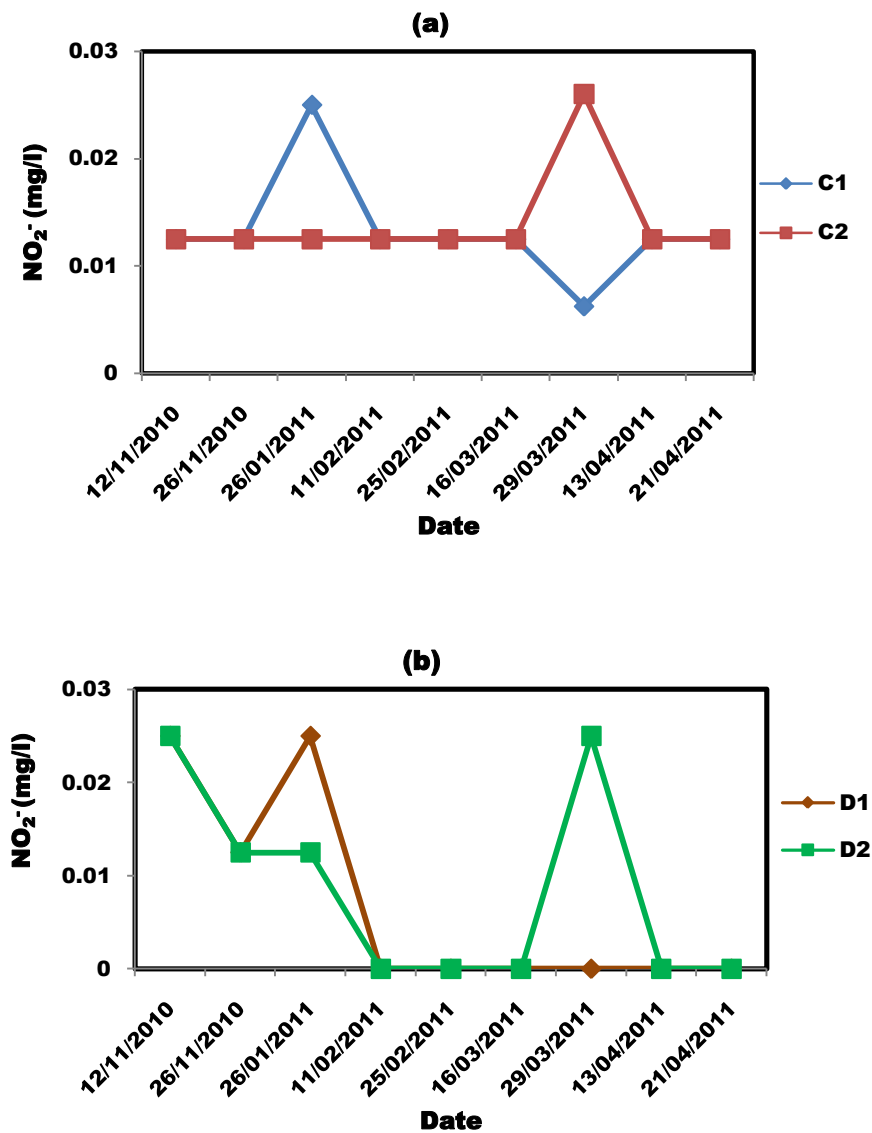 (a)
0.03
0.02
0.01
0
NO2- (mg/l)
C1
C2
12/11/2010
26/11/2010
26/01/2011
11/02/2011
25/02/2011
16/03/2011
29/03/2011
13/04/2011
21/04/2011
Date
(b)
0.03
0.02
0.01
0
NO2- (mg/l)
D1
D2
12/11/2010
26/11/2010
26/01/2011
11/02/2011
25/02/2011
16/03/2011
29/03/2011
13/04/2011
21/04/2011
Date